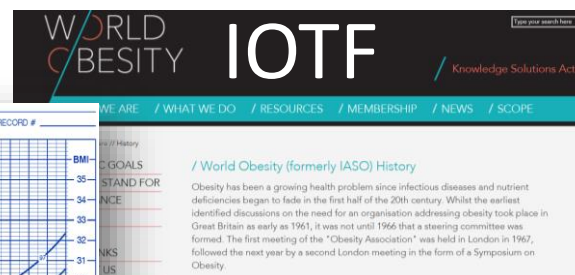 WORLD
OBESITY
IOTF
Type your search here
/ Knowledge Solutions Act
WE ARE / WHAT WE DO / RESOURCES / MEMBERSHIP / NEWS / SCOPE
RECORD #
// History
GOALS
STAND FOR
/ World Obesity (formerly IASO) History
Obesity has been a growing health problem since infectious diseases and nutrient
deficiencies began to fade in the first half of the 20th century. Whilst the earliest
identified discussions on the need for an organisation addressing obesity took place in
Great Britain as early as 1961, it was not until 1966 that a steering committee was
formed. The first meeting of the "Obesity Association" was held in London in 1967,
followed the next year by a second London meeting in the form of a Symposium on
Obesity.
US
BMI
35
34
33
32
31